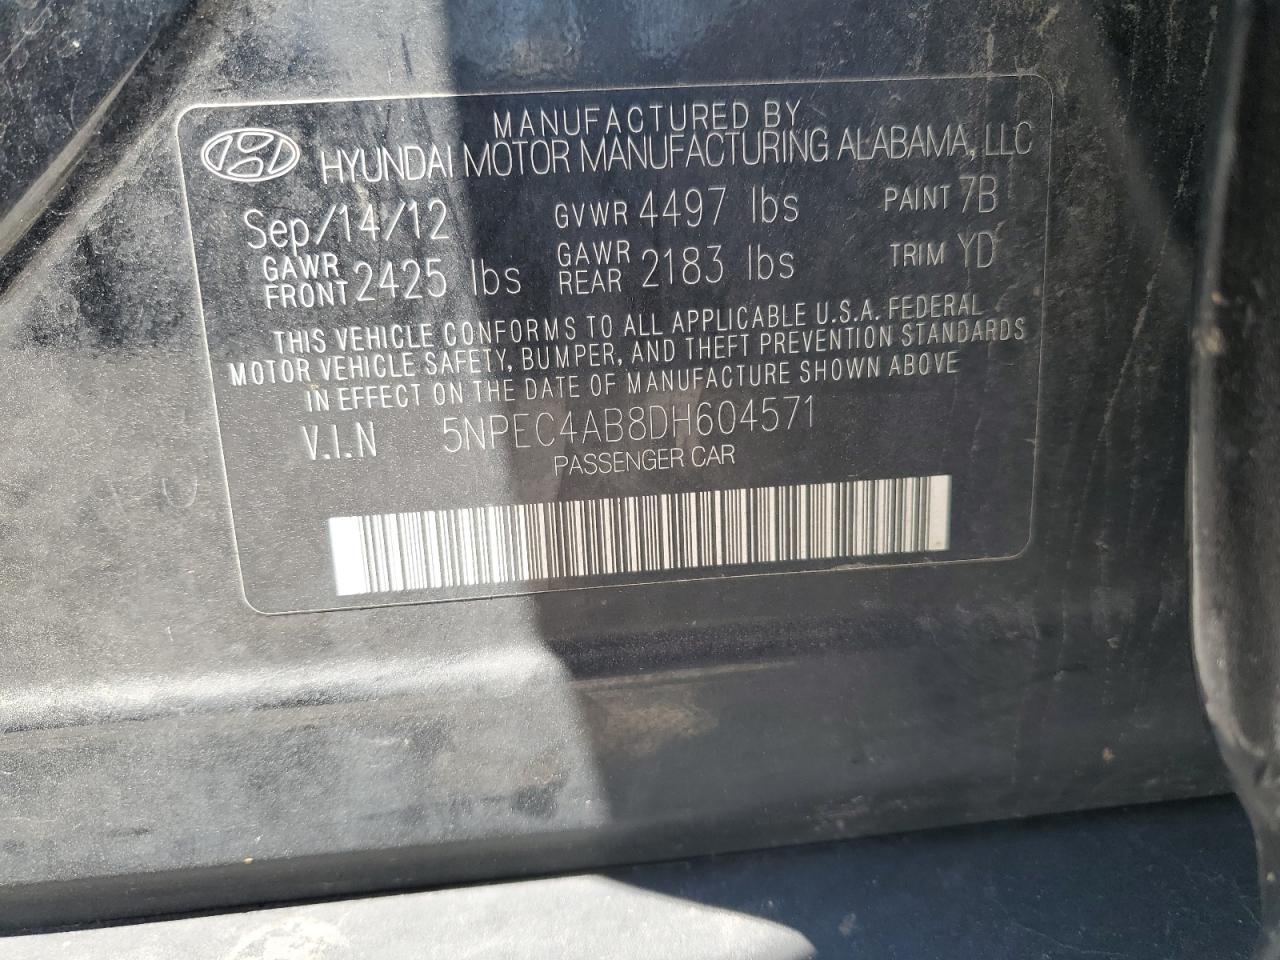 MANUFACTURED BY
HYUNDAI MOTOR MANUFACTURING ALABAMA, LLC
Sep/14/12 GVWR 4497 lbs PAINT 7B
GAWR FRONT 2425 lbs GAWR REAR 2183 lbs TRIM YD
THIS VEHICLE CONFORMS TO ALL APPLICABLE U.S.A. FEDERAL
MOTOR VEHICLE SAFETY, BUMPER, AND THEFT PREVENTION STANDARDS
IN EFFECT ON THE DATE OF MANUFACTURE SHOWN ABOVE
V.I.N 5NPEC4AB8DH604571
PASSENGER CAR